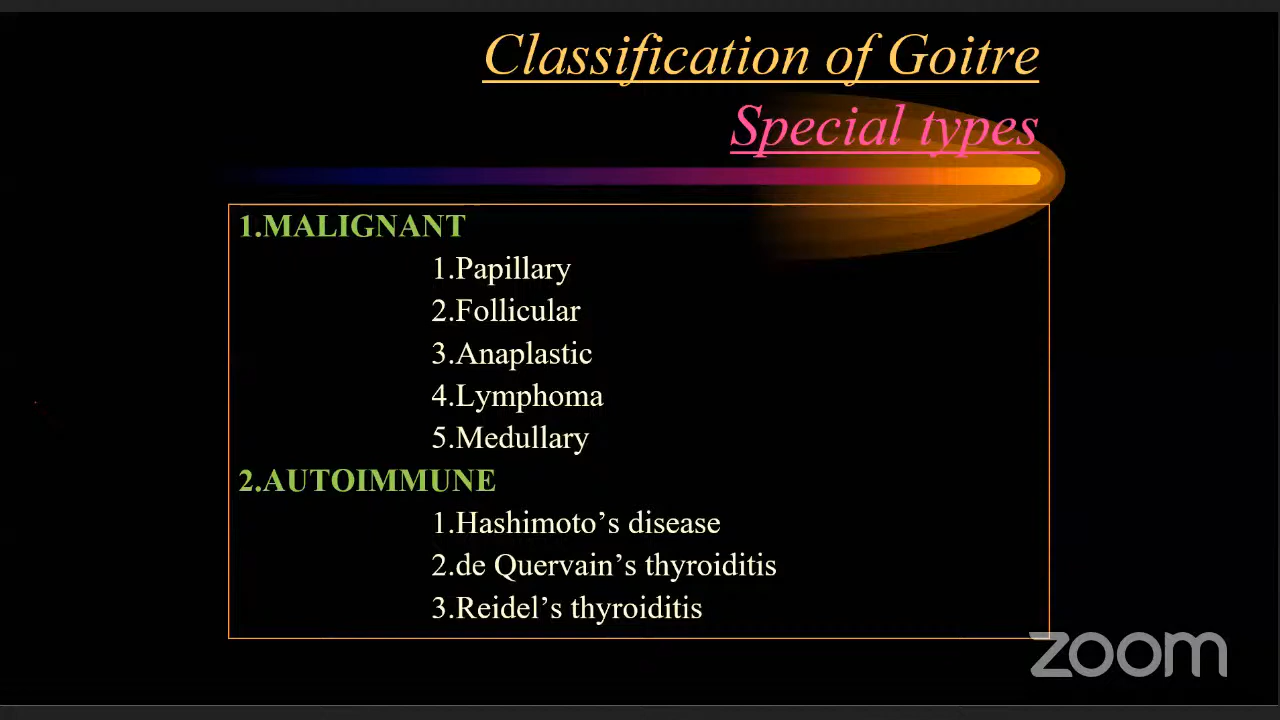 Classification of Goitre
Special types
1.MALIGNANT
1.Papillary
2.Follicular
3.Anaplastic
4.Lymphoma
5.Medullary
2.AUTOIMMUNE
1.Hashimoto’s disease
2.de Quervain’s thyroiditis
3.Reidel’s thyroiditis
zoom